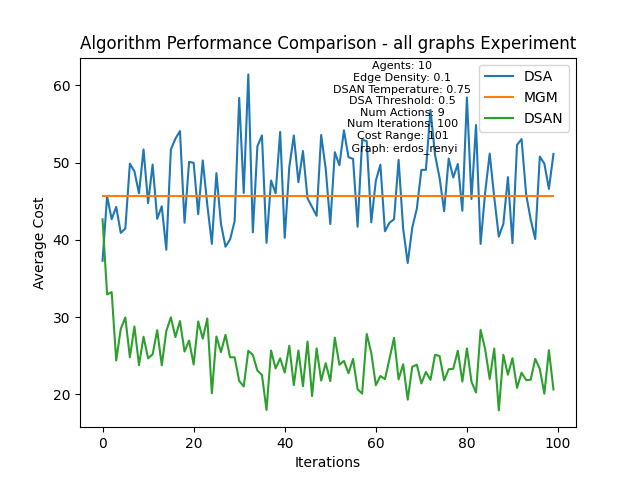 Algorithm Performance Comparison - all graphs Experiment
Agents: 10
Edge Density: 0.1
DSAN Temperature: 0.75
DSA Threshold: 0.5
Num Actions: 9
Num Iterations: 100
Cost Range: 101
Graph: erdos_renyi
DSA
MGM
DSAN
Average Cost
60
50
40
30
20
0
20
40
60
80
100
Iterations